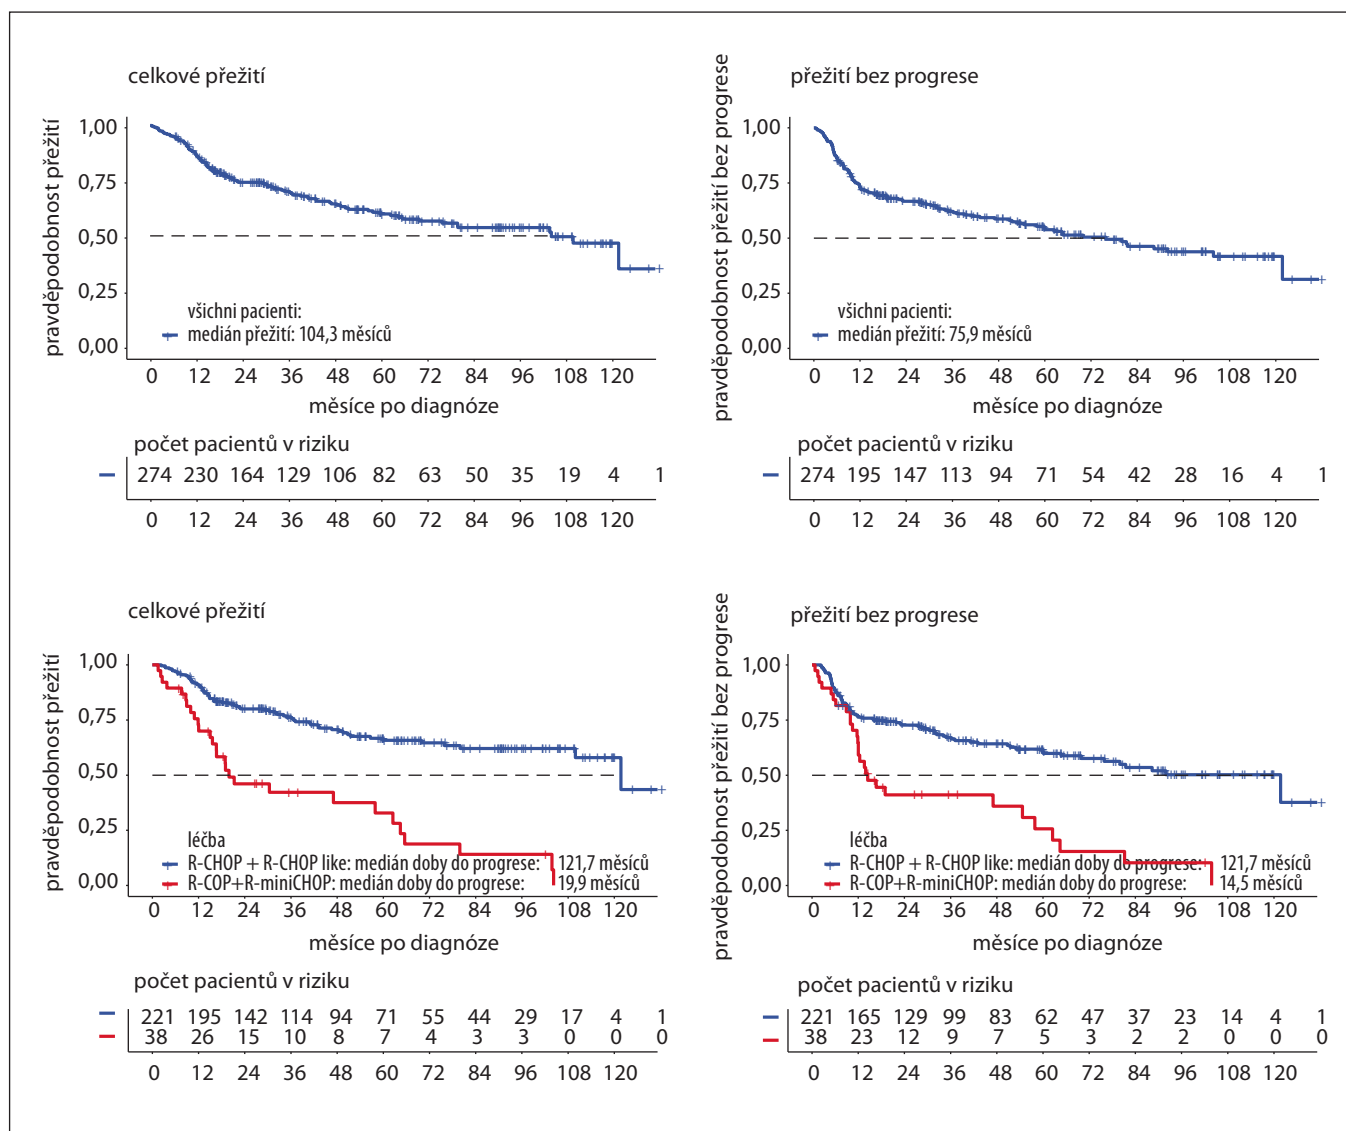 celkové přežití
pravděpodobnost přežití
1,00
0,75
0,50
0,25
0,00
všichni pacienti:
medián přežití: 104,3 měsíců
0 12 24 36 48 60 72 84 96 108 120
měsíce po diagnóze
počet pacientů v riziku
274 230 164 129 106 82 63 50 35 19 4 1
0 12 24 36 48 60 72 84 96 108 120
přežití bez progrese
pravděpodobnost přežití bez progrese
1,00
0,75
0,50
0,25
0,00
všichni pacienti:
medián přežití: 75,9 měsíců
0 12 24 36 48 60 72 84 96 108 120
měsíce po diagnóze
počet pacientů v riziku
274 195 147 113 94 71 54 42 28 16 4 1
0 12 24 36 48 60 72 84 96 108 120
celkové přežití
pravděpodobnost přežití
1,00
0,75
0,50
0,25
0,00
léčba
R-CHOP + R-CHOP like: medián doby do progrese: 121,7 měsíců
R-COP+R-miniCHOP: medián doby do progrese: 19,9 měsíců
0 12 24 36 48 60 72 84 96 108 120
měsíce po diagnóze
počet pacientů v riziku
221 195 142 114 94 71 55 44 29 17 4 1
38 26 15 10 8 7 4 3 3 0 0 0
0 12 24 36 48 60 72 84 96 108 120
přežití bez progrese
pravděpodobnost přežití bez progrese
1,00
0,75
0,50
0,25
0,00
léčba
R-CHOP + R-CHOP like: medián doby do progrese: 121,7 měsíců
R-COP+R-miniCHOP: medián doby do progrese: 14,5 měsíců
0 12 24 36 48 60 72 84 96 108 120
měsíce po diagnóze
počet pacientů v riziku
221 165 129 99 83 62 47 37 23 14 4 1
38 23 12 9 7 5 3 2 2 0 0 0
0 12 24 36 48 60 72 84 96 108 120